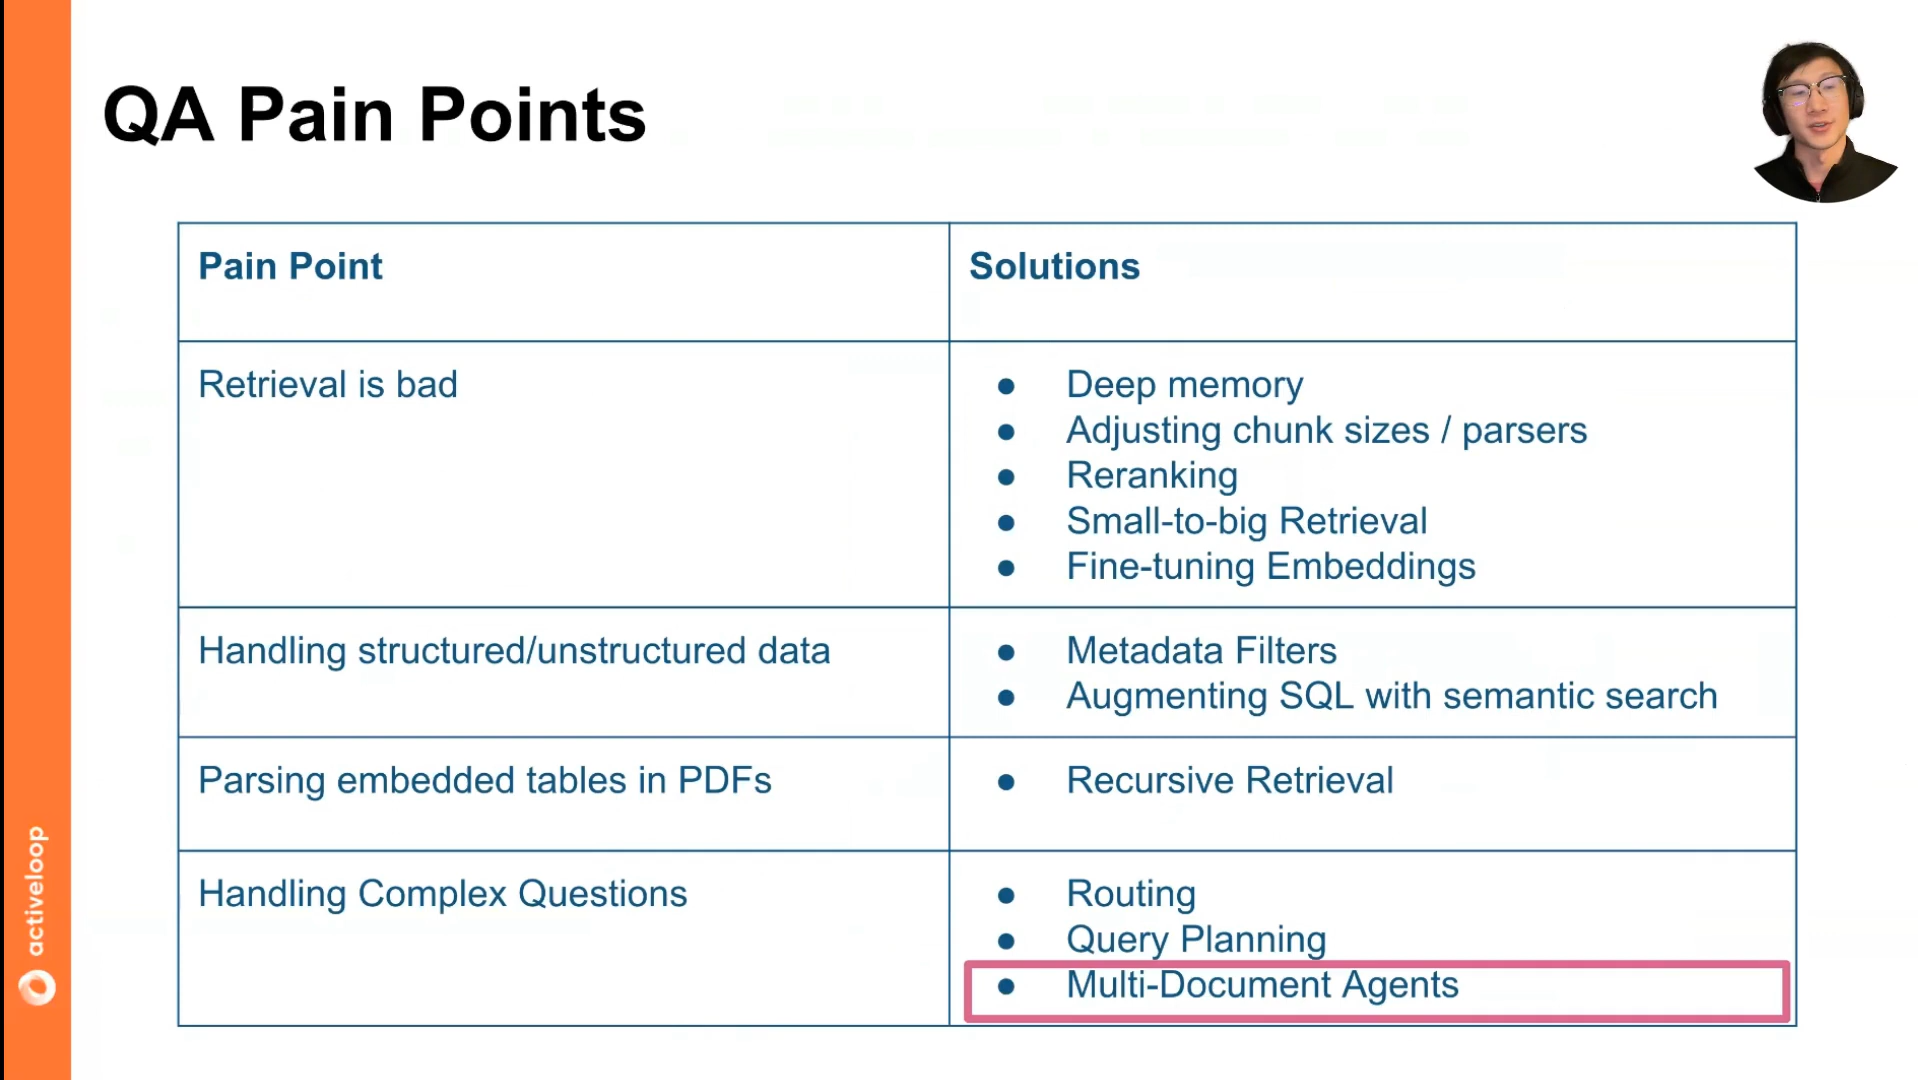 QA Pain Points
Pain Point
Solutions
Retrieval is bad
● Deep memory
● Adjusting chunk sizes / parsers
● Reranking
● Small-to-big Retrieval
● Fine-tuning Embeddings
Handling structured/unstructured data
● Metadata Filters
● Augmenting SQL with semantic search
Parsing embedded tables in PDFs
● Recursive Retrieval
Handling Complex Questions
● Routing
● Query Planning
● Multi-Document Agents
activeloop